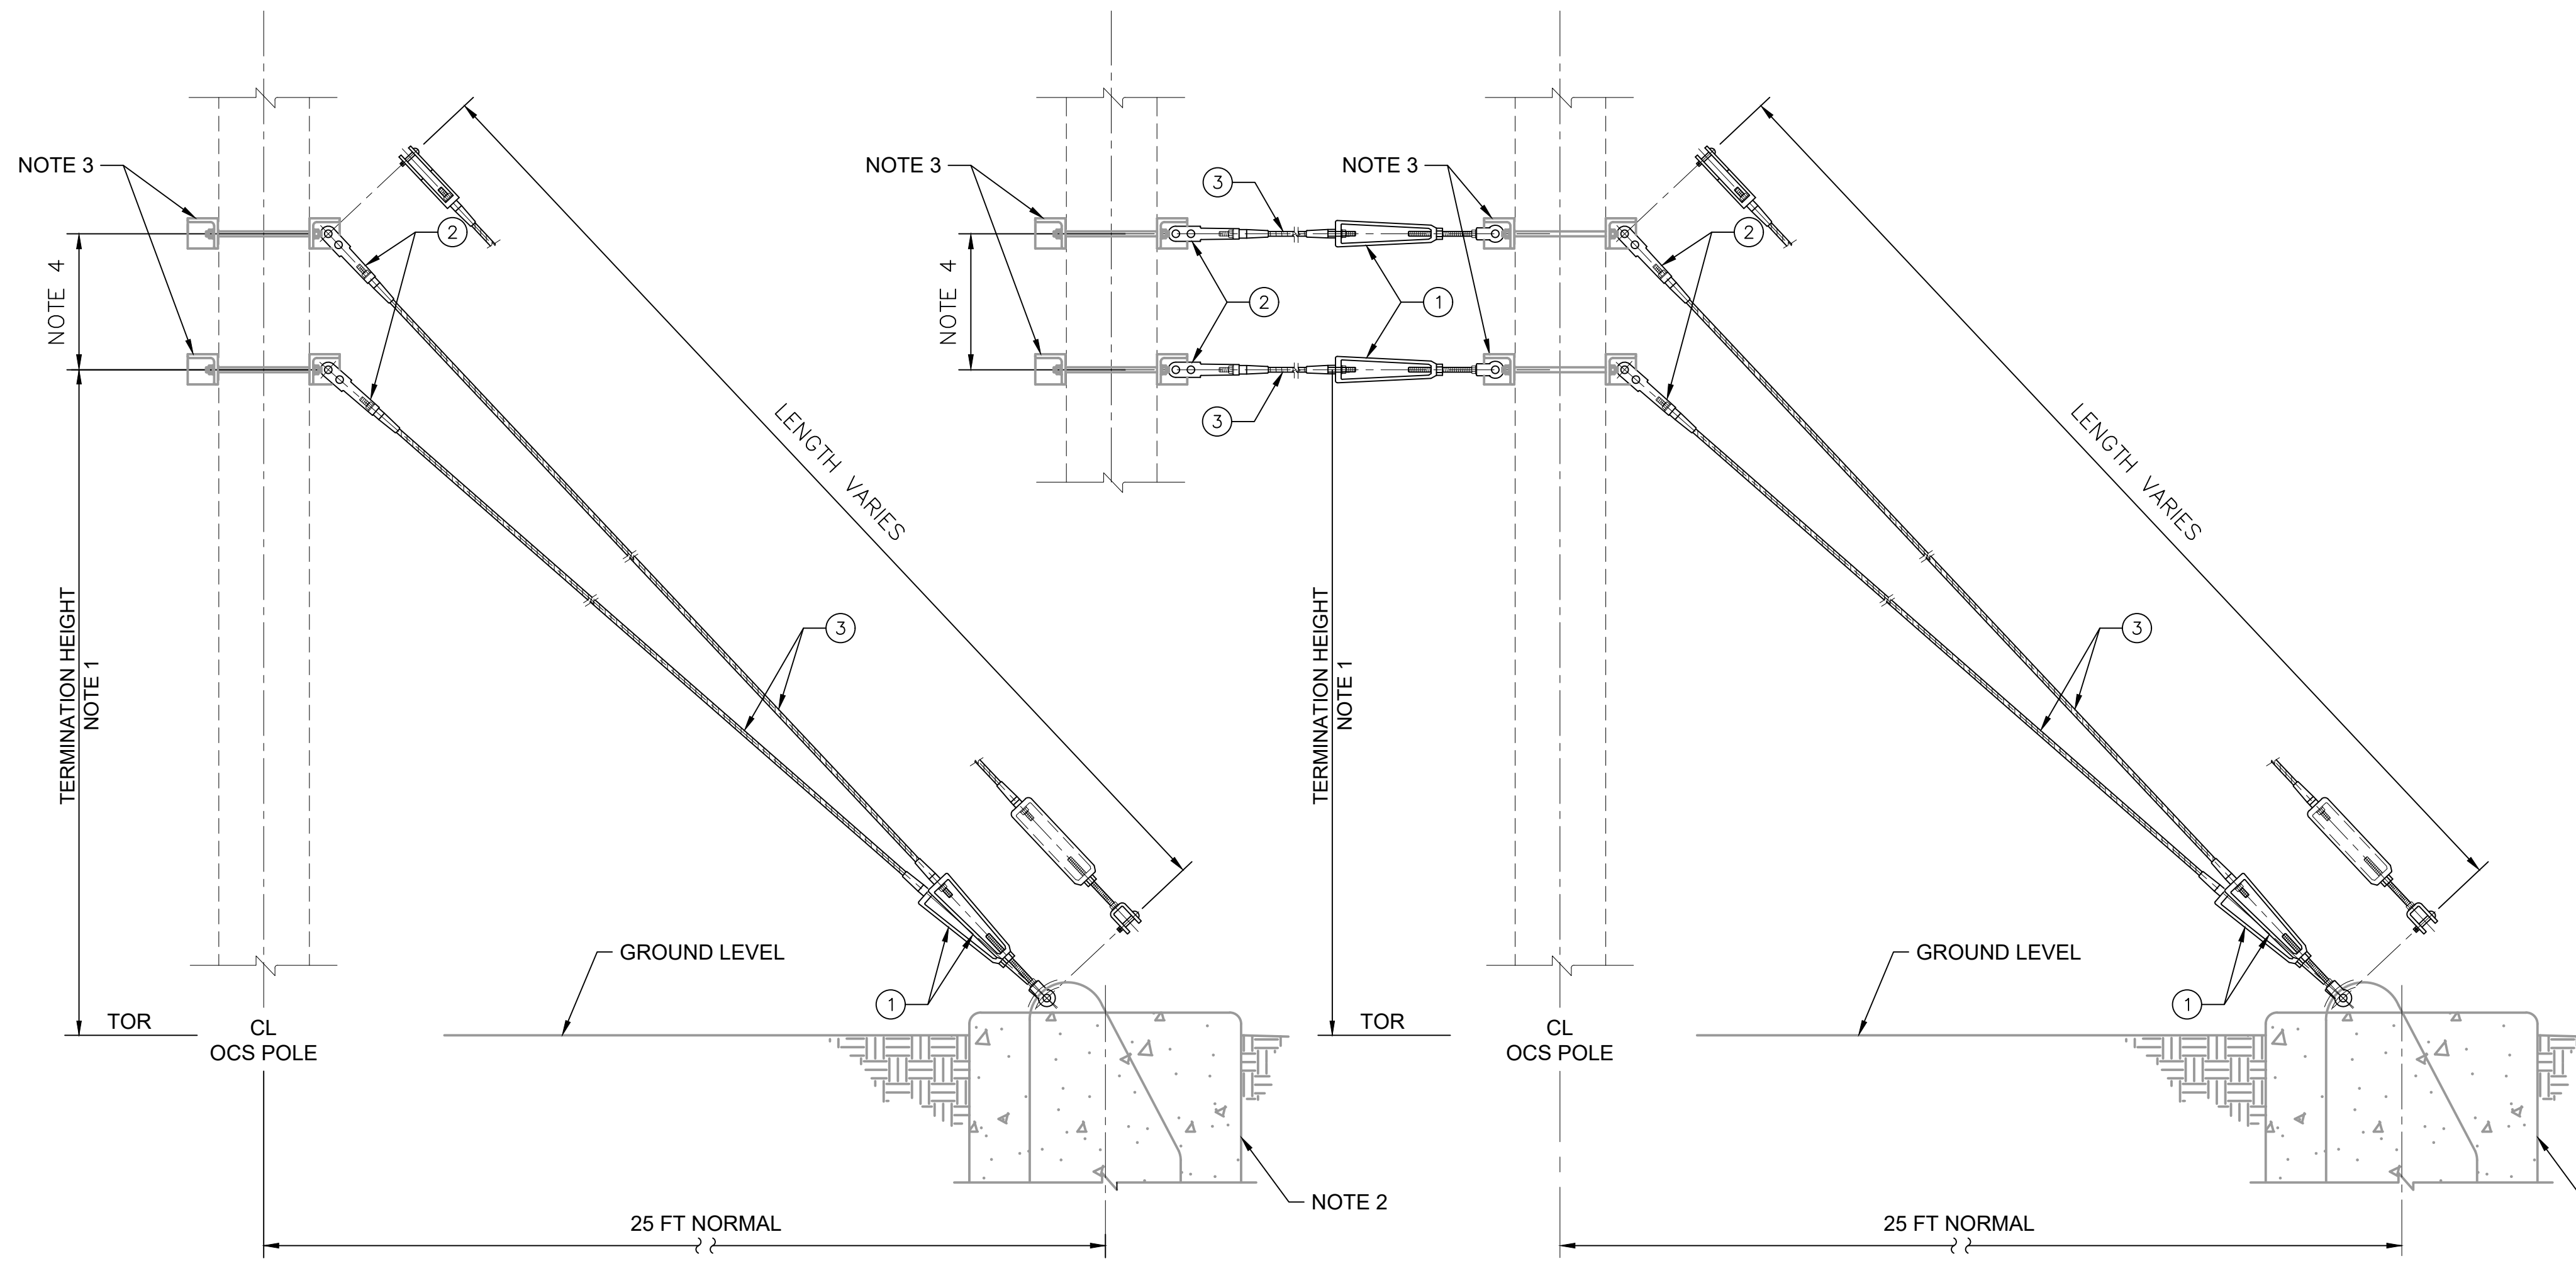 NOTE 3
NOTE 3
NOTE 3
3
2
2
NOTE 4
NOTE 4
2
1
3
LENGTH VARIES
LENGTH VARIES
TERMINATION HEIGHT
NOTE 1
3
TERMINATION HEIGHT
NOTE 1
3
GROUND LEVEL
GROUND LEVEL
1
1
TOR
CL
OCS POLE
TOR
CL
OCS POLE
NOTE 2
25 FT NORMAL
25 FT NORMAL